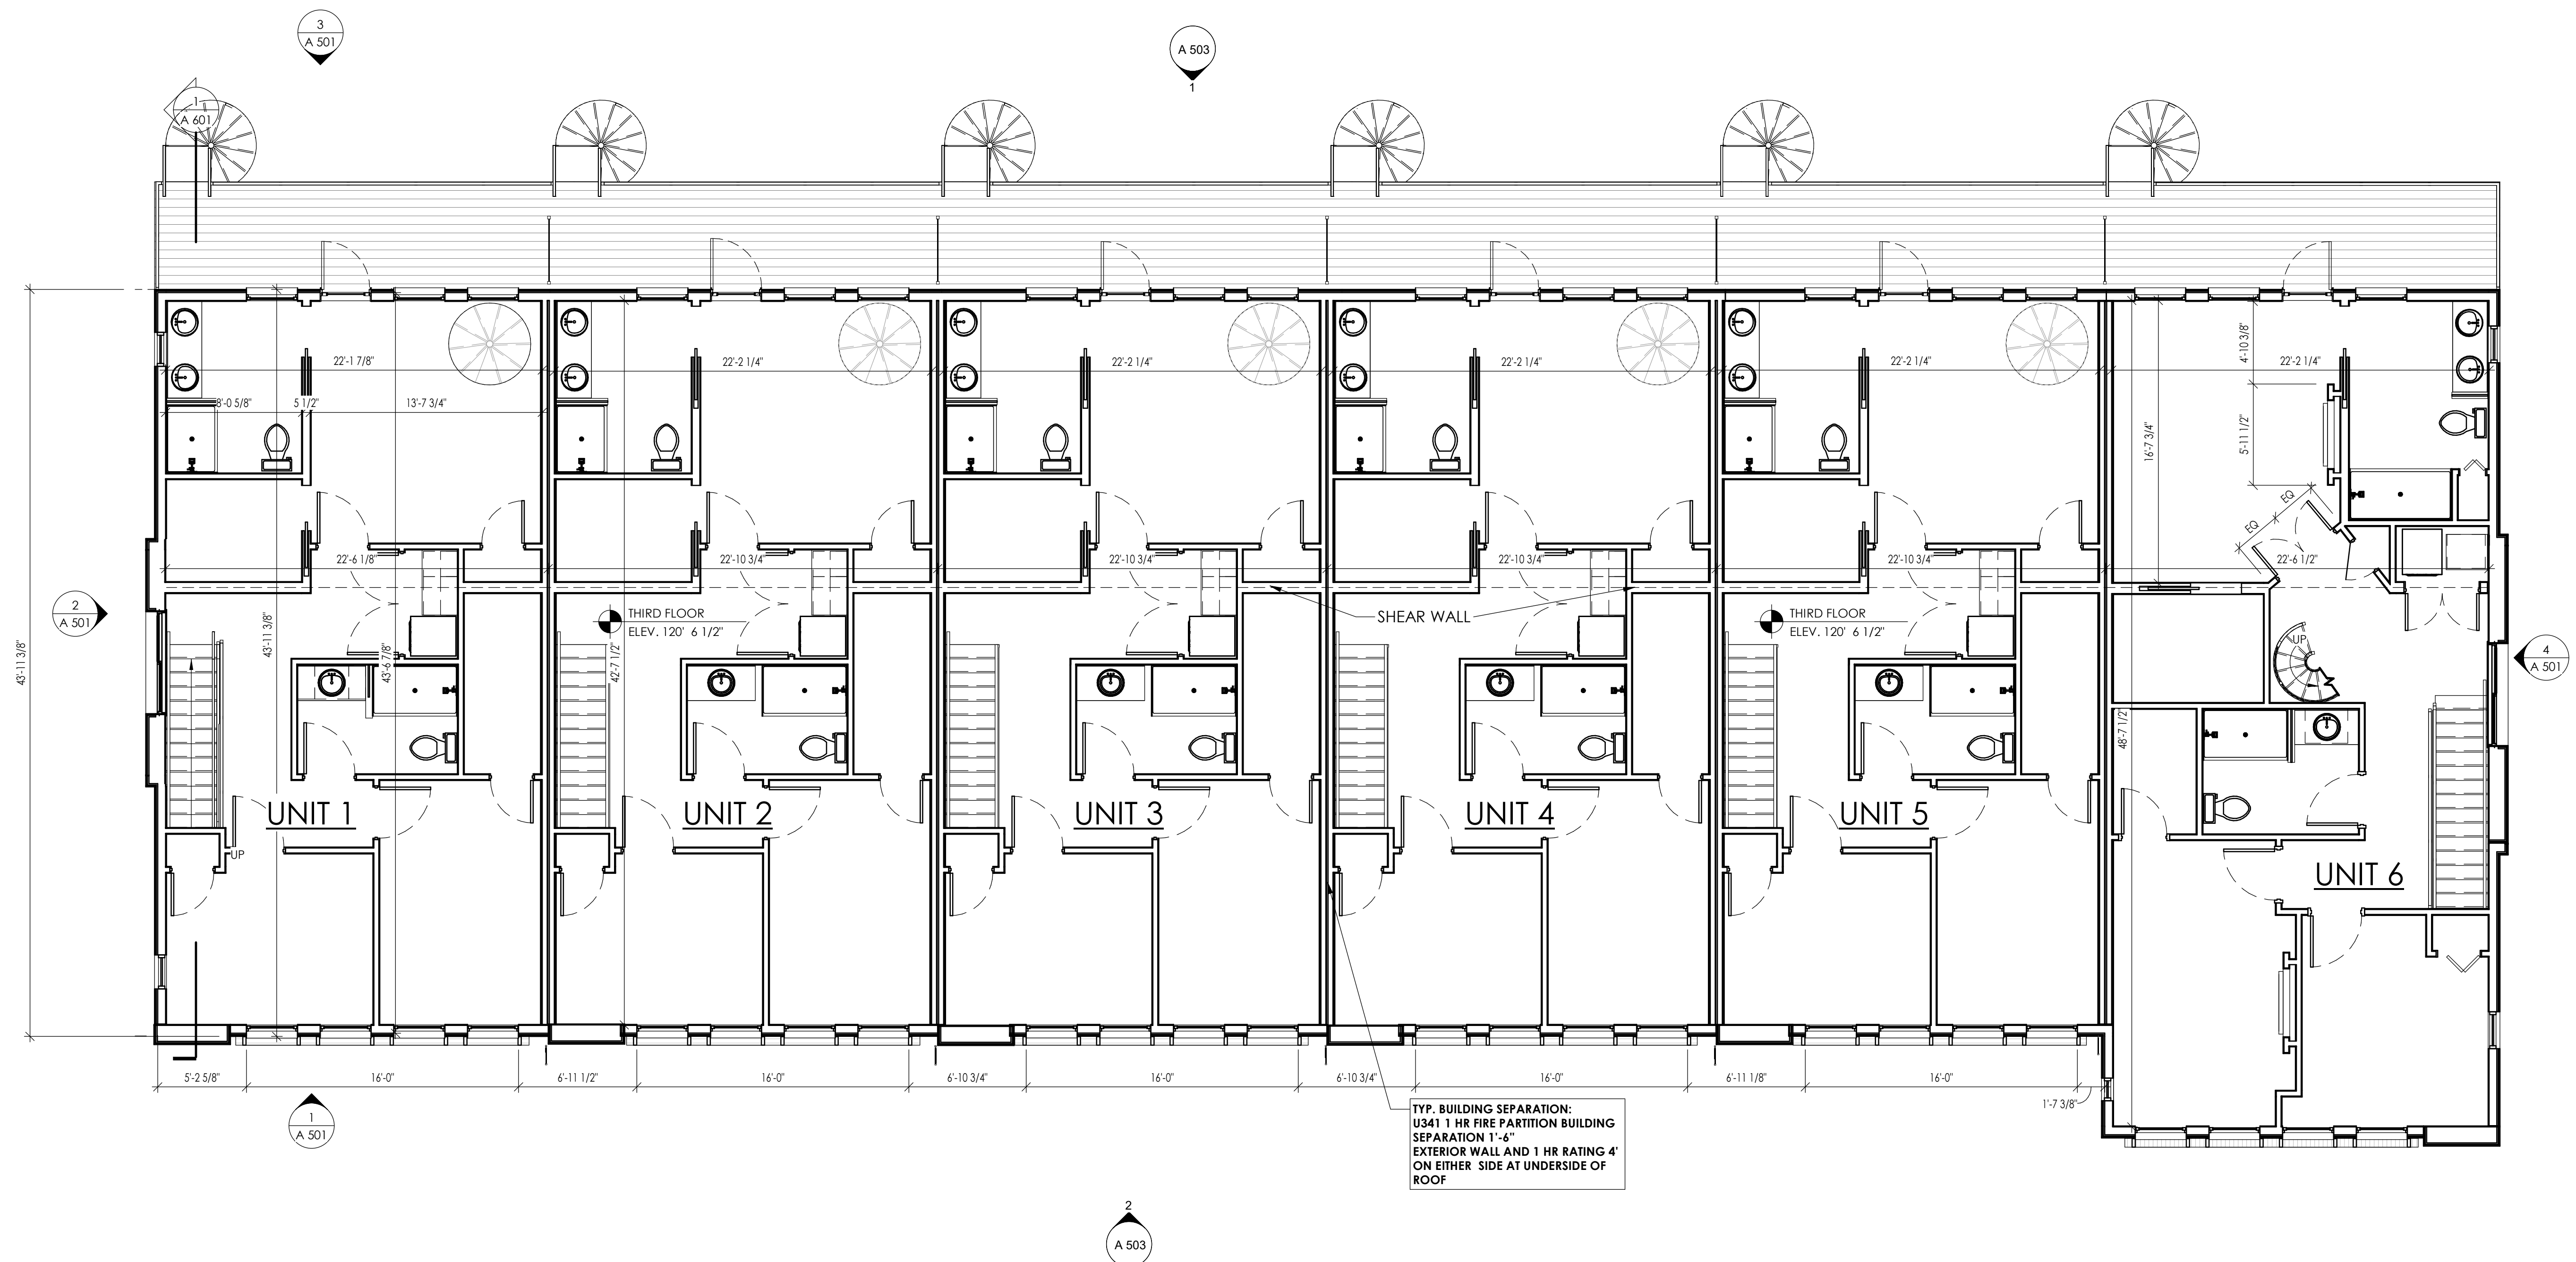 3
A 501
A 503
1
1
A 601
22'-1 7/8"
22'-2 1/4"
22'-2 1/4"
22'-2 1/4"
22'-2 1/4"
22'-2 1/4"
4'-10 3/8"
8'-0 5/8"
5 1/2"
13'-7 3/4"
16'-7 3/4"
5'-11 1/2"
EQ
EQ
22'-6 1/8"
22'-10 3/4"
22'-10 3/4"
22'-10 3/4"
22'-10 3/4"
22'-6 1/2"
2
A 501
43'-11 3/8"
43'-11 3/8"
43'-6 7/8"
42'-7 1/2"
THIRD FLOOR
ELEV. 120' 6 1/2"
SHEAR WALL
THIRD FLOOR
ELEV. 120' 6 1/2"
UP
4
A 501
48'-7 1/2"
UNIT 1
UNIT 2
UNIT 3
UNIT 4
UNIT 5
UNIT 6
UP
5'-2 5/8"
16'-0"
6'-11 1/2"
16'-0"
6'-10 3/4"
16'-0"
6'-10 3/4"
16'-0"
6'-11 1/8"
16'-0"
1'-7 3/8"
1
A 501
TYP. BUILDING SEPARATION:
U341 1 HR FIRE PARTITION BUILDING
SEPARATION 1'-6"
EXTERIOR WALL AND 1 HR RATING 4'
ON EITHER SIDE AT UNDERSIDE OF
ROOF
2
A 503